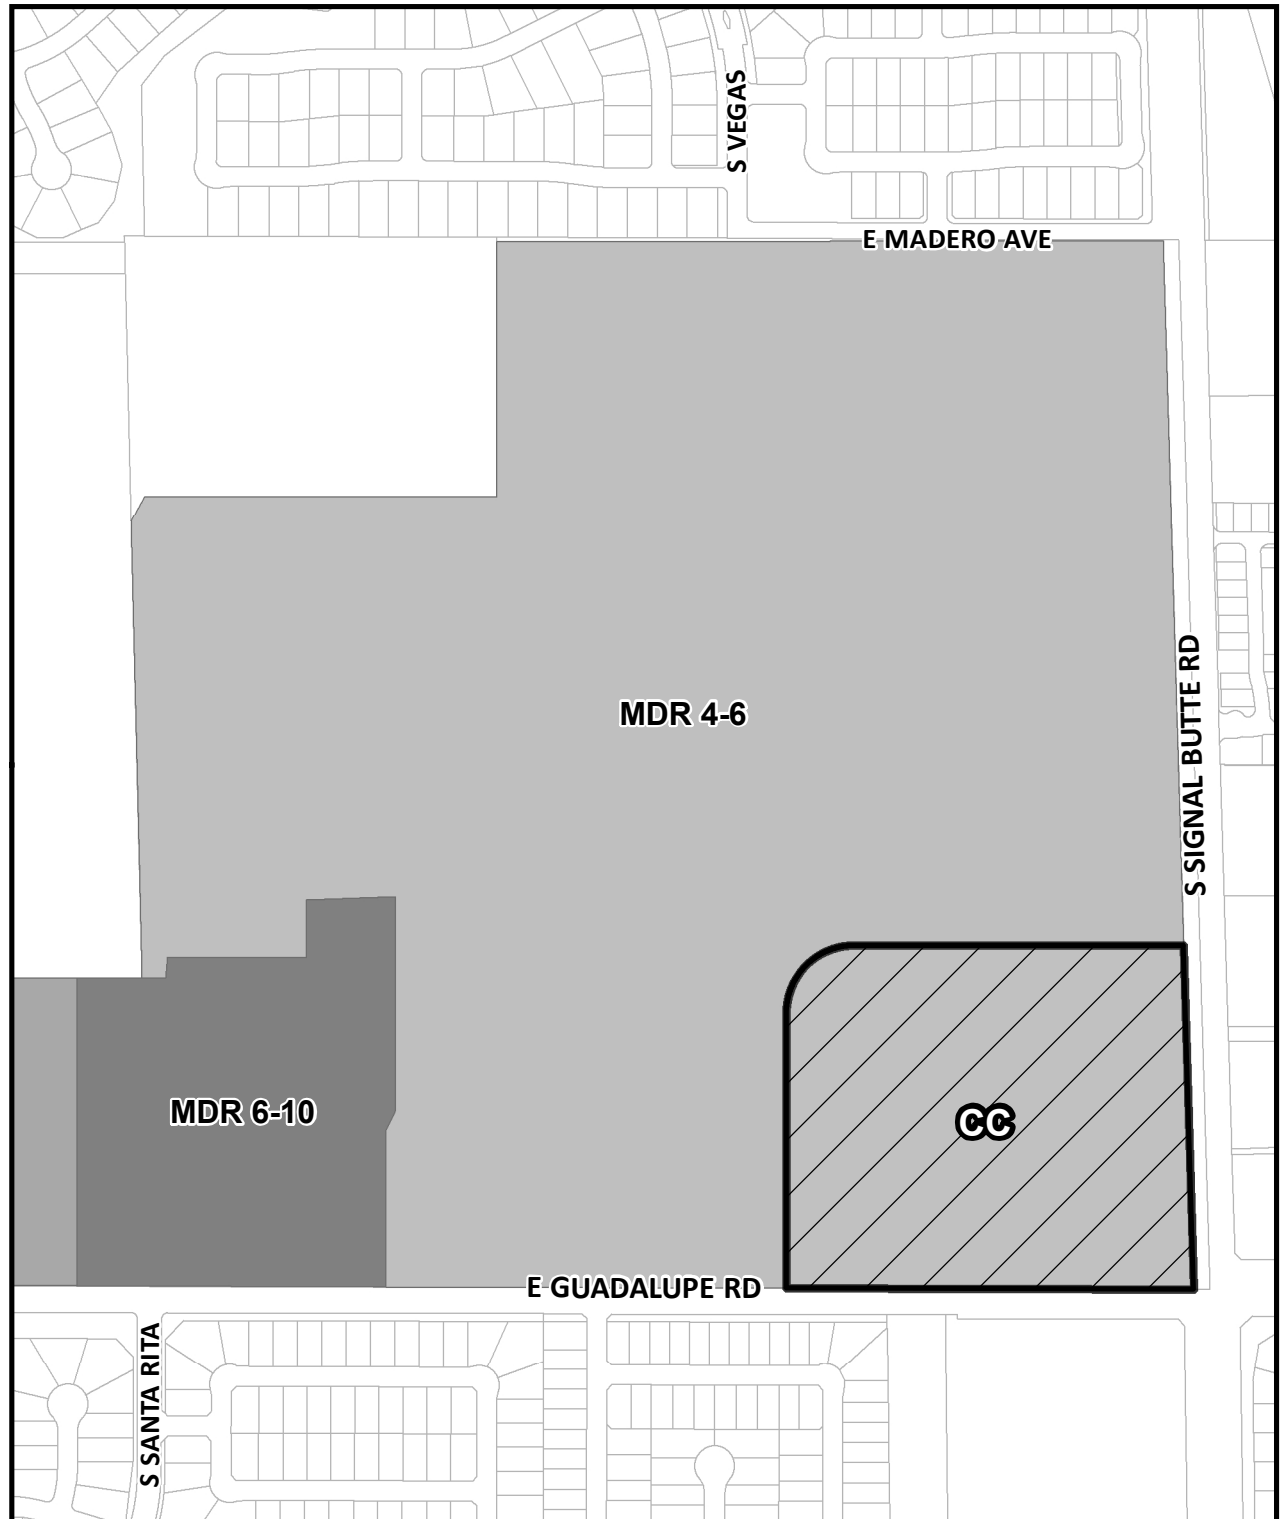 S VEGAS
E MADERO AVE
MDR 4-6
S SIGNAL BUTTE RD
MDR 6-10
CC
E GUADALUPE RD
S SANTA RITA